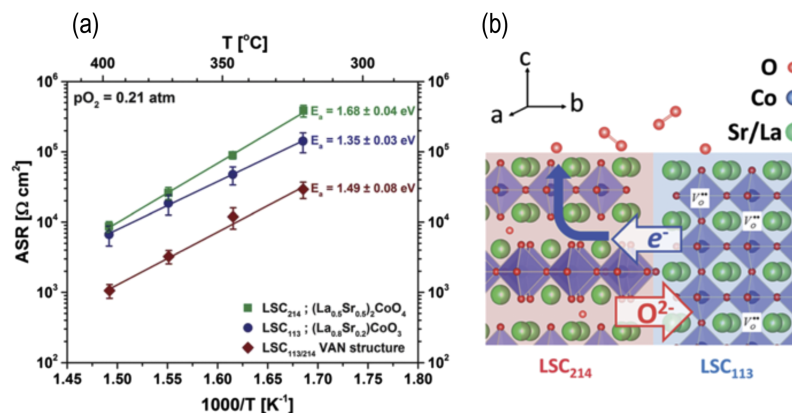 (a)
T [°C]
400 350 300
10⁶ 10⁵ 10⁴ 10³ 10²
ASR [Ω cm²]
pO₂ = 0.21 atm
Eₐ = 1.68 ± 0.04 eV
Eₐ = 1.35 ± 0.03 eV
Eₐ = 1.49 ± 0.08 eV
LSC₂₁₄ ; (La₀.₅Sr₀.₅)₂CoO₄
LSC₁₁₃ ; (La₀.₈Sr₀.₂)CoO₃
LSC₁₁₃/₂₁₄ VAN structure
10⁶ 10⁵ 10⁴ 10³ 10²
1.45 1.50 1.55 1.60 1.65 1.70 1.75 1.80
1000/T [K⁻¹]
(b)
c
a
b
O
Co
Sr/La
V_O^••
V_O^••
e⁻
O²⁻
V_O^••
LSC₂₁₄
LSC₁₁₃